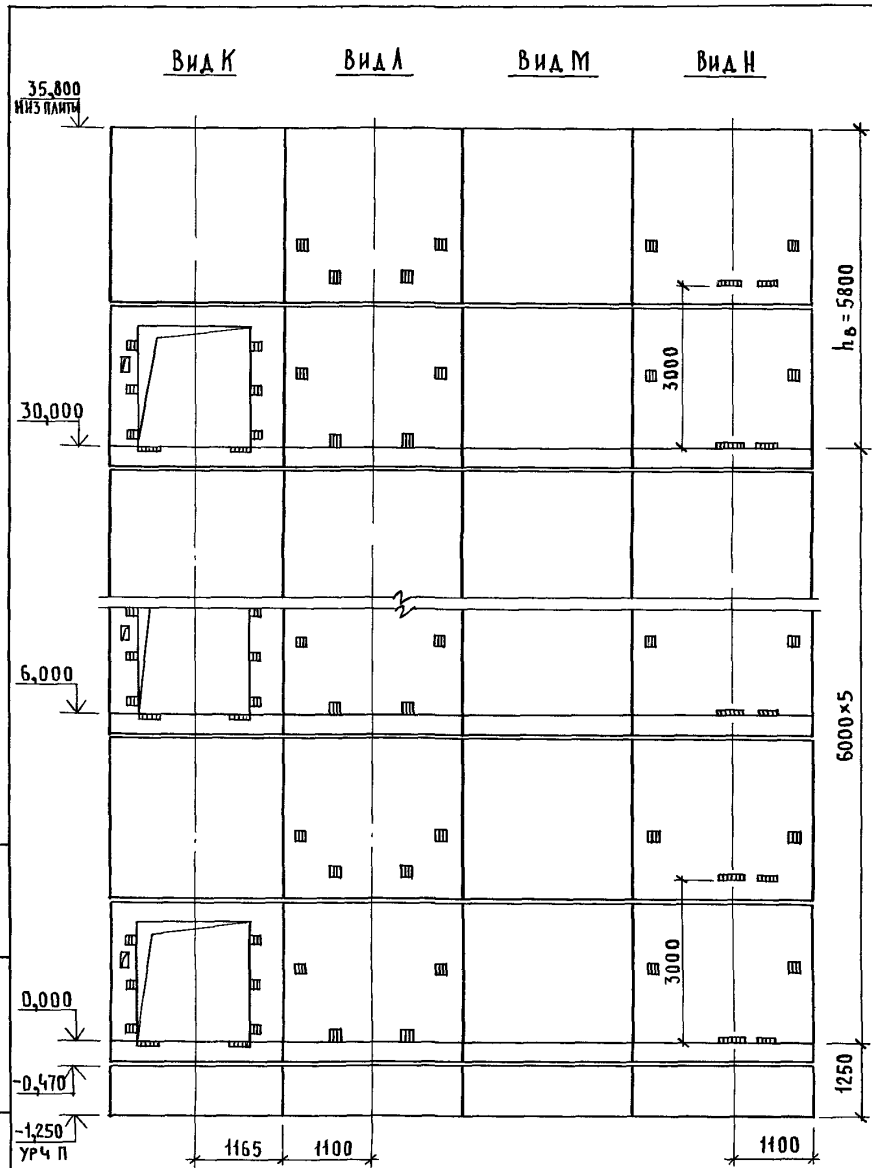 Вид К
Вид Л
Вид М
Вид Н
35,800
НИЗ ПЛИТЫ
hв = 5800
3000
30,000
6,000
6000×5
3000
0,000
-0,470
1250
-1,250
УРЧ П
1165
1100
1100